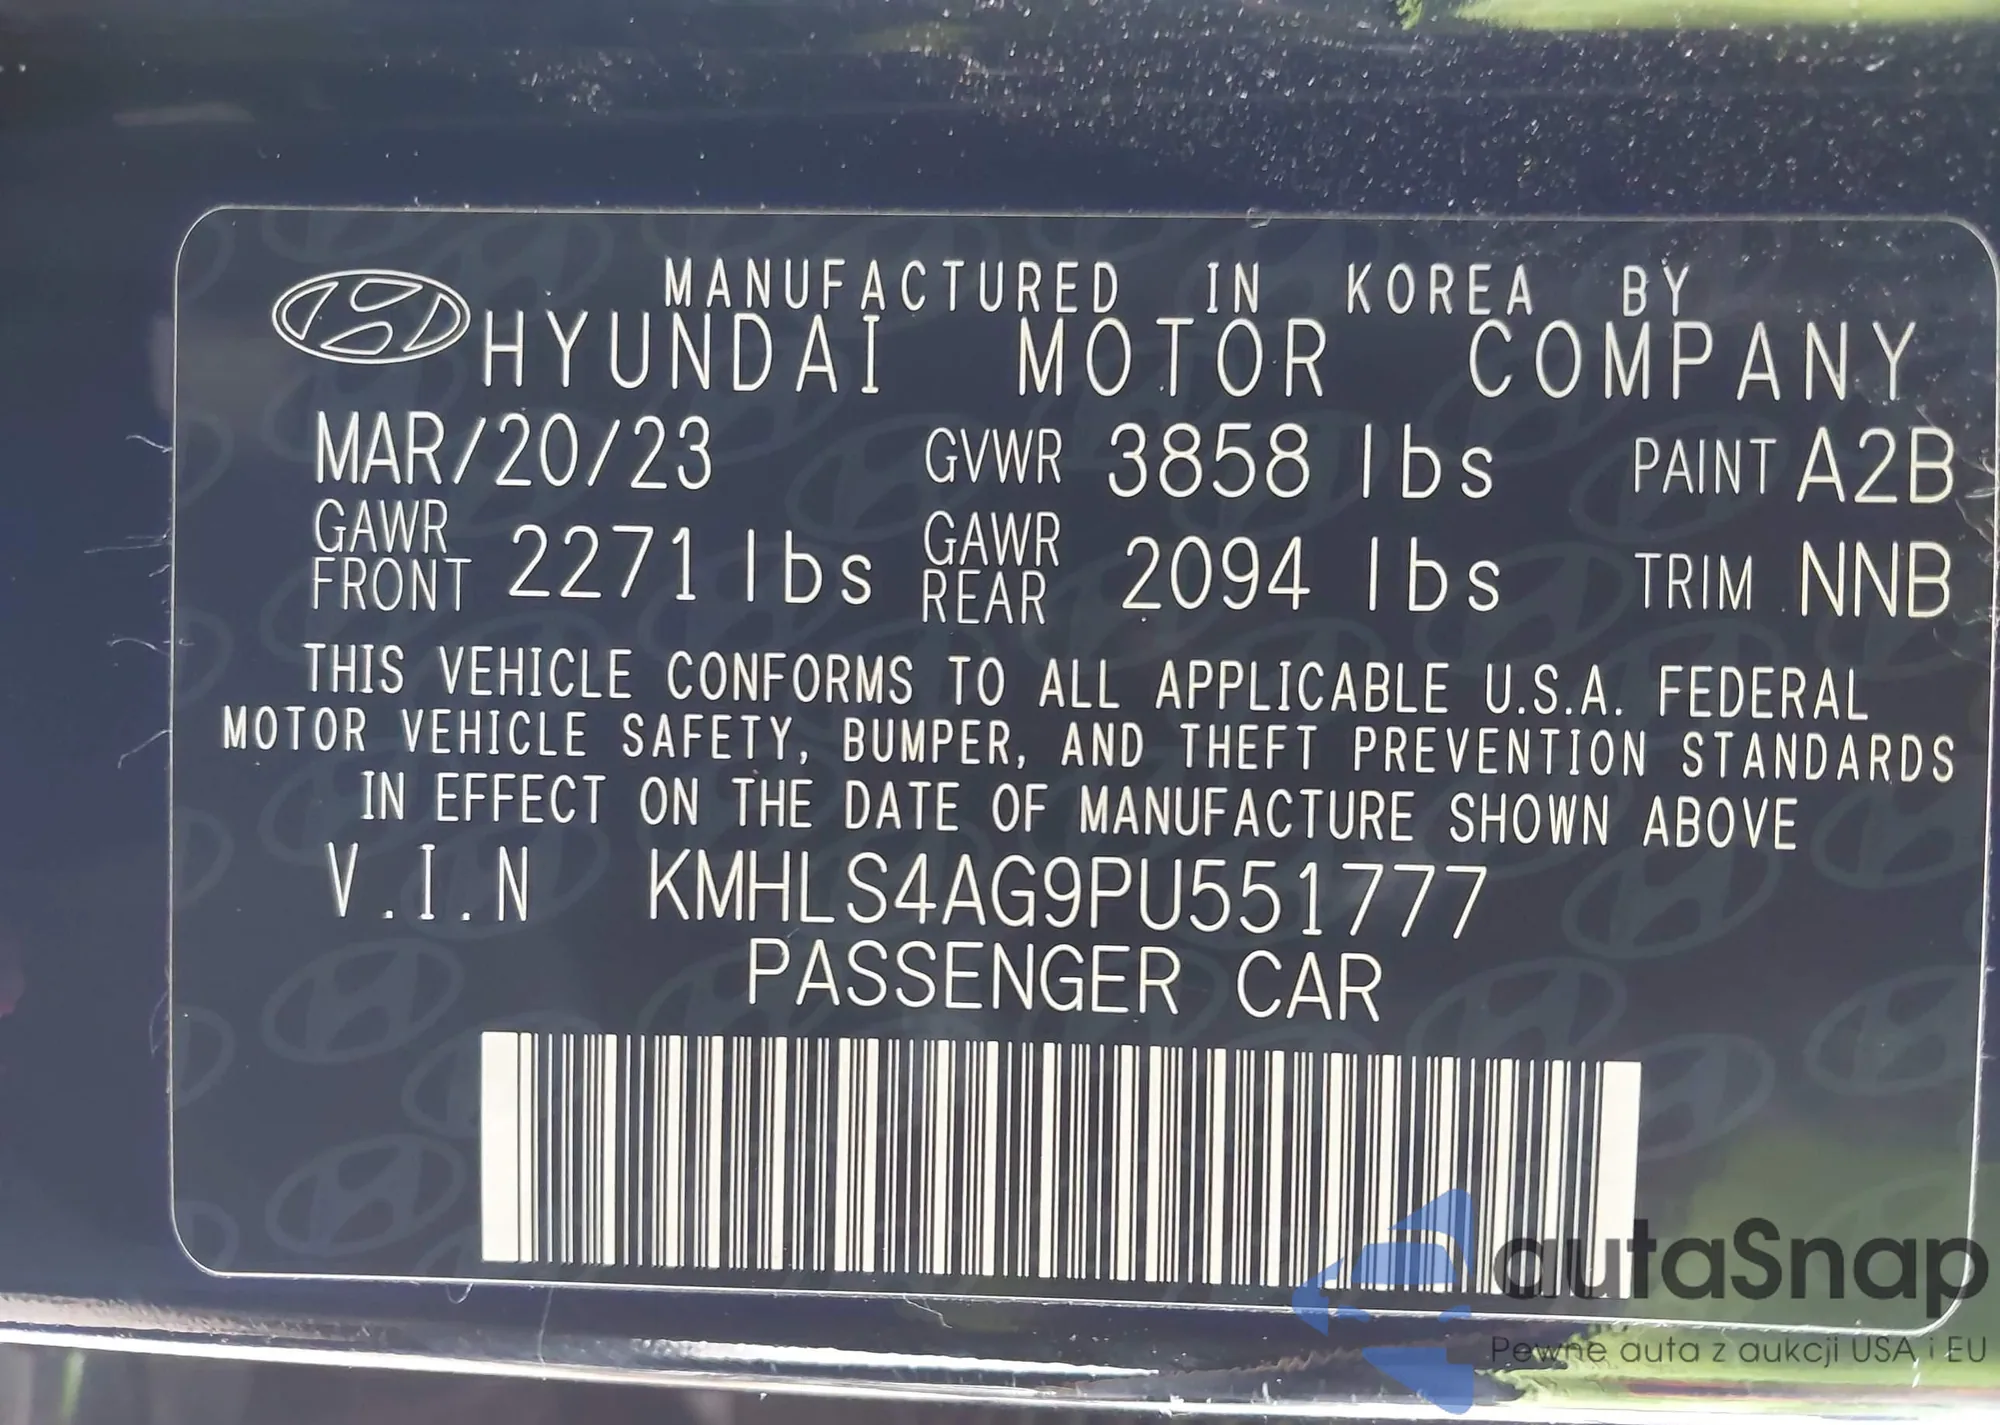 MANUFACTURED IN KOREA BY
HYUNDAI MOTOR COMPANY
MAR/20/23 GVWR 3858 lbs PAINT A2B
GAWR FRONT 2271 lbs GAWR REAR 2094 lbs TRIM NNB
THIS VEHICLE CONFORMS TO ALL APPLICABLE U.S.A. FEDERAL
MOTOR VEHICLE SAFETY, BUMPER, AND THEFT PREVENTION STANDARDS
IN EFFECT ON THE DATE OF MANUFACTURE SHOWN ABOVE
V.I.N KMHLS4AG9PU551777
PASSENGER CAR
autaSnap
Pewne auta z aukcji USA i EU